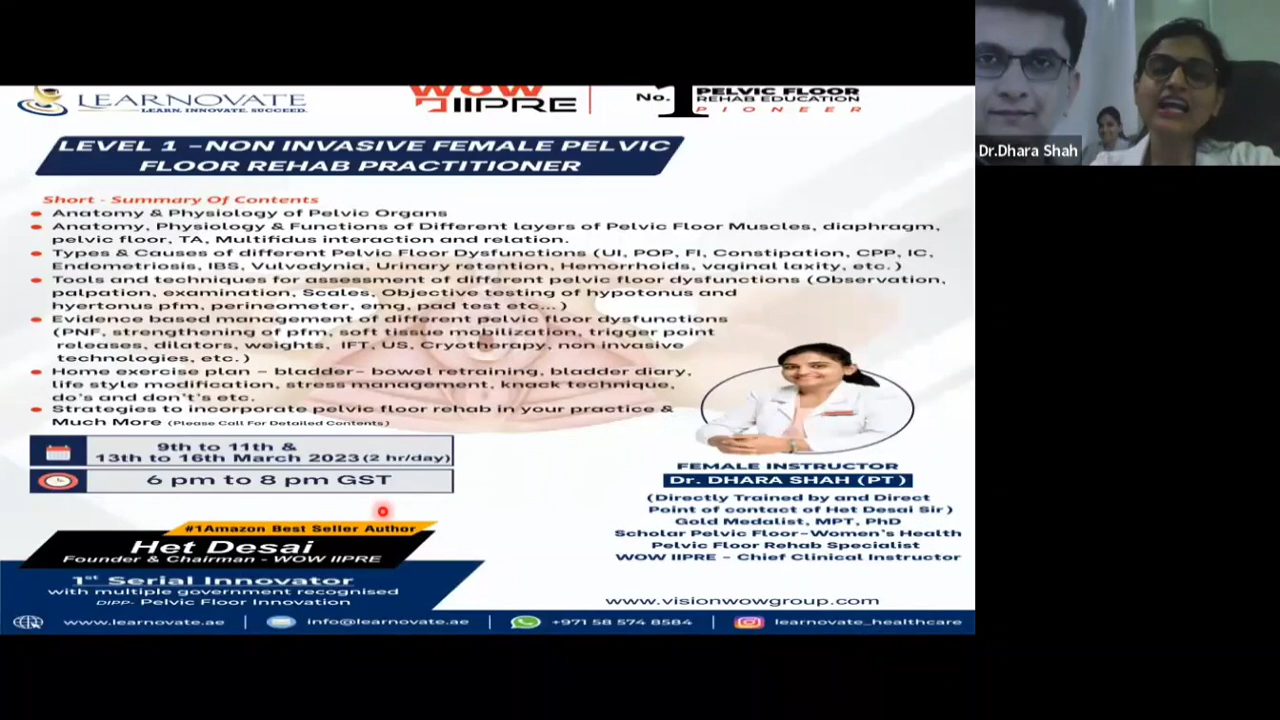 LEARNOVATE
LEARN. INNOVATE. SUCCEED.
WOW
IIPRE
No.1 PELVIC FLOOR
REHAB EDUCATION
PIONEER
Dr.Dhara Shah
LEVEL 1 –NON INVASIVE FEMALE PELVIC
FLOOR REHAB PRACTITIONER
Short - Summary Of Contents
Anatomy & Physiology of Pelvic Organs
Anatomy, Physiology & Functions of Different layers of Pelvic Floor Muscles, diaphragm,
pelvic floor, TA, Multifidus interaction and relation.
Types & Causes of different Pelvic Floor Dysfunctions (UI, POP, FI, Constipation, CPP, IC,
Endometriosis, IBS, Vulvodynia, Urinary retention, Hemorrhoids, vaginal laxity, etc.)
Tools and techniques for assessment of different pelvic floor dysfunctions (Observation,
palpation, examination, Scales, Objective testing of hypotonus and
hyertonus pfm, perineometer, emg, pad test etc...)
Evidence based management of different pelvic floor dysfunctions
(PNF, strengthening of pfm, soft tissue mobilization, trigger point
releases, dilators, weights, IFT, US, Cryotherapy, non invasive
technologies, etc.)
Home exercise plan – bladder– bowel retraining, bladder diary,
life style modification, stress management, knack technique,
do's and don't's etc.
Strategies to incorporate pelvic floor rehab in your practice &
Much More (Please Call For Detailed Contents)
9th to 11th &
13th to 16th March 2023 (2 hr/day)
6 pm to 8 pm GST
FEMALE INSTRUCTOR
Dr. DHARA SHAH (PT)
(Directly Trained by and Direct
Point of contact of Het Desai Sir)
Gold Medalist, MPT, PhD
Scholar Pelvic Floor-Women's Health
Pelvic Floor Rehab Specialist
WOW IIPRE – Chief Clinical Instructor
www.visionwowgroup.com
#1Amazon Best Seller Author
Het Desai
Founder & Chairman - WOW IIPRE
1st Serial Innovator
with multiple government recognised
DIPP- Pelvic Floor Innovation
www.learnovate.ae
info@learnovate.ae
+971 58 574 8584
learnovate_healthcare